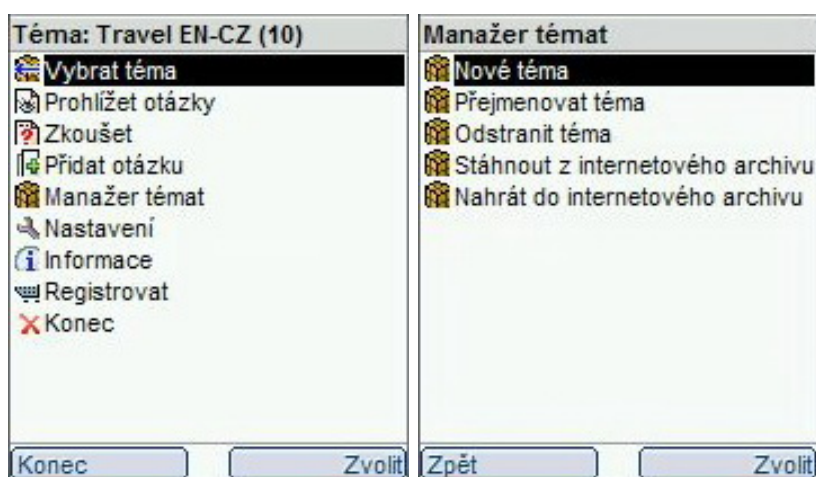 Téma: Travel EN-CZ (10)
Vybrat téma
Prohlížet otázky
Zkoušet
Přidat otázku
Manažer témat
Nastavení
Informace
Registrovat
Konec
Konec
Zvolit
Manažer témat
Nové téma
Přejmenovat téma
Odstranit téma
Stáhnout z internetového archivu
Nahrát do internetového archivu
Zpět
Zvolit